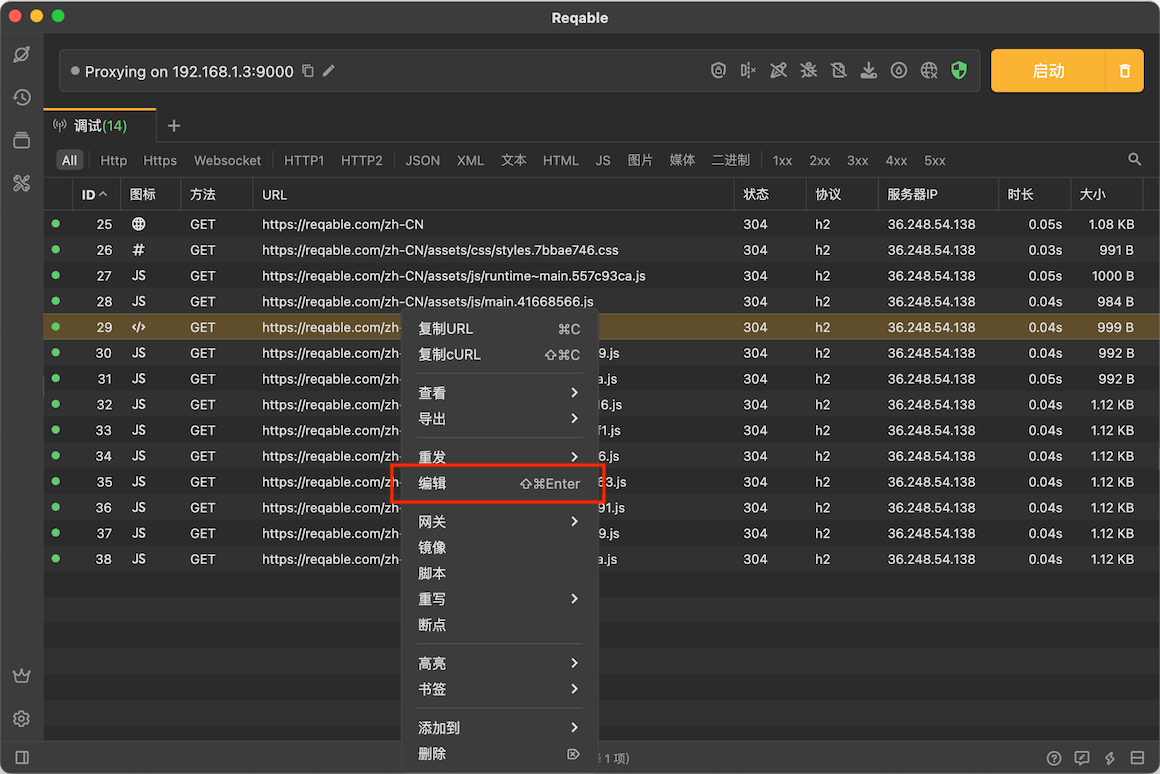 Reqable
Proxying on 192.168.1.3:9000
启动
调试(14)
All Http Https Websocket HTTP1 HTTP2 JSON XML 文本 HTML JS 图片 媒体 二进制 1xx 2xx 3xx 4xx 5xx
ID 图标 方法 URL 状态 协议 服务器IP 时长 大小
25 GET https://reqable.com/zh-CN 304 h2 36.248.54.138 0.05s 1.08 KB
26 # GET https://reqable.com/zh-CN/assets/css/styles.7bbae746.css 304 h2 36.248.54.138 0.03s 991 B
27 JS GET https://reqable.com/zh-CN/assets/js/runtime~main.557c93ca.js 304 h2 36.248.54.138 0.05s 1000 B
28 JS GET https://reqable.com/zh-CN/assets/js/main.41668566.js 304 h2 36.248.54.138 0.04s 984 B
29 </> GET https://reqable.com/zh- 304 h2 36.248.54.138 0.04s 999 B
30 JS GET https://reqable.com/zh- 9.js 304 h2 36.248.54.138 0.04s 992 B
31 JS GET https://reqable.com/zh- a.js 304 h2 36.248.54.138 0.05s 992 B
32 JS GET https://reqable.com/zh- 16.js 304 h2 36.248.54.138 0.04s 1.12 KB
33 JS GET https://reqable.com/zh- f1.js 304 h2 36.248.54.138 0.04s 1.12 KB
34 JS GET https://reqable.com/zh- 6.js 304 h2 36.248.54.138 0.04s 1.12 KB
35 JS GET https://reqable.com/zh- 63.js 304 h2 36.248.54.138 0.04s 1.12 KB
36 JS GET https://reqable.com/zh- 91.js 304 h2 36.248.54.138 0.04s 1.12 KB
37 JS GET https://reqable.com/zh- 9.js 304 h2 36.248.54.138 0.04s 1.12 KB
38 JS GET https://reqable.com/zh- a.js 304 h2 36.248.54.138 0.04s 1.12 KB
复制URL ⌘C
复制cURL ⇧⌘C
查看
导出
重发
编辑 ⇧⌘Enter
网关
镜像
脚本
重写
断点
高亮
书签
添加到
删除
1 项)